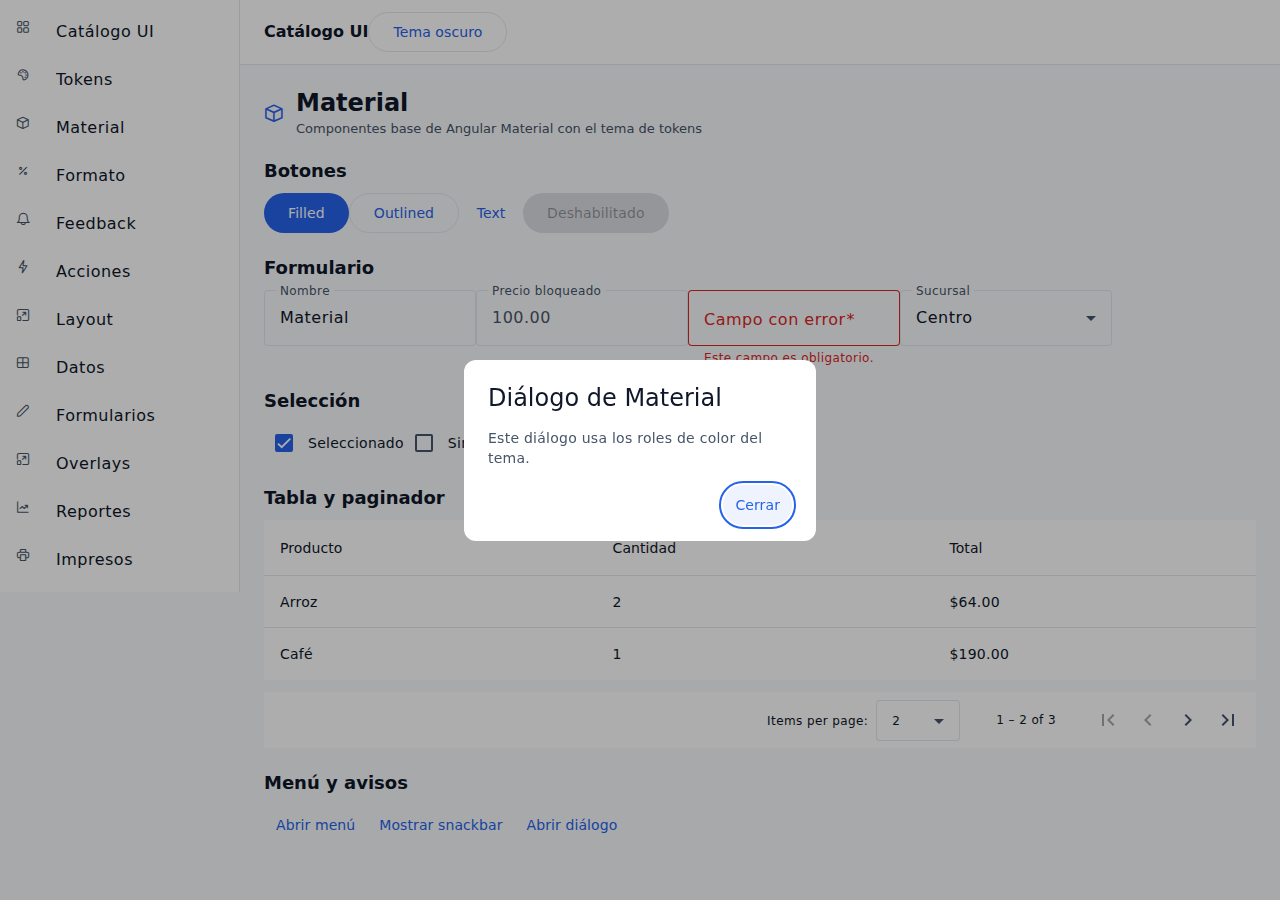 Catálogo UI
Tokens
Material
Formato
Feedback
Acciones
Layout
Datos
Formularios
Overlays
Reportes
Impresos
Catálogo UI
Tema oscuro
Material
Componentes base de Angular Material con el tema de tokens
Botones
Filled
Outlined
Text
Deshabilitado
Formulario
Nombre
Material
Precio bloqueado
100.00
Campo con error*
Este campo es obligatorio.
Sucursal
Centro
Selección
Seleccionado
Diálogo de Material
Este diálogo usa los roles de color del
tema.
Cerrar
Tabla y paginador
Producto Cantidad Total
Arroz 2 $64.00
Café 1 $190.00
Items per page: 2 1 – 2 of 3
Menú y avisos
Abrir menú
Mostrar snackbar
Abrir diálogo